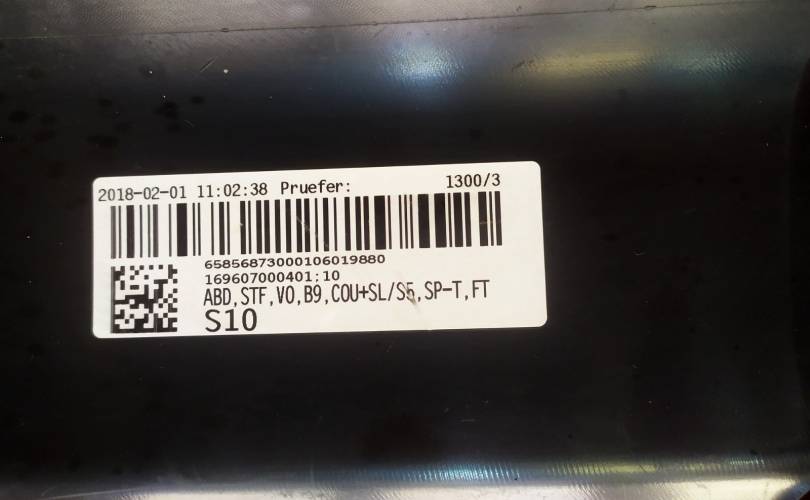 2018-02-01 11:02:38 Pruefer: 1300/3
65856873000106019880
169607000401;10
ABD,STF,VO,B9,COU+SL/S5,SP-T,FT
S10